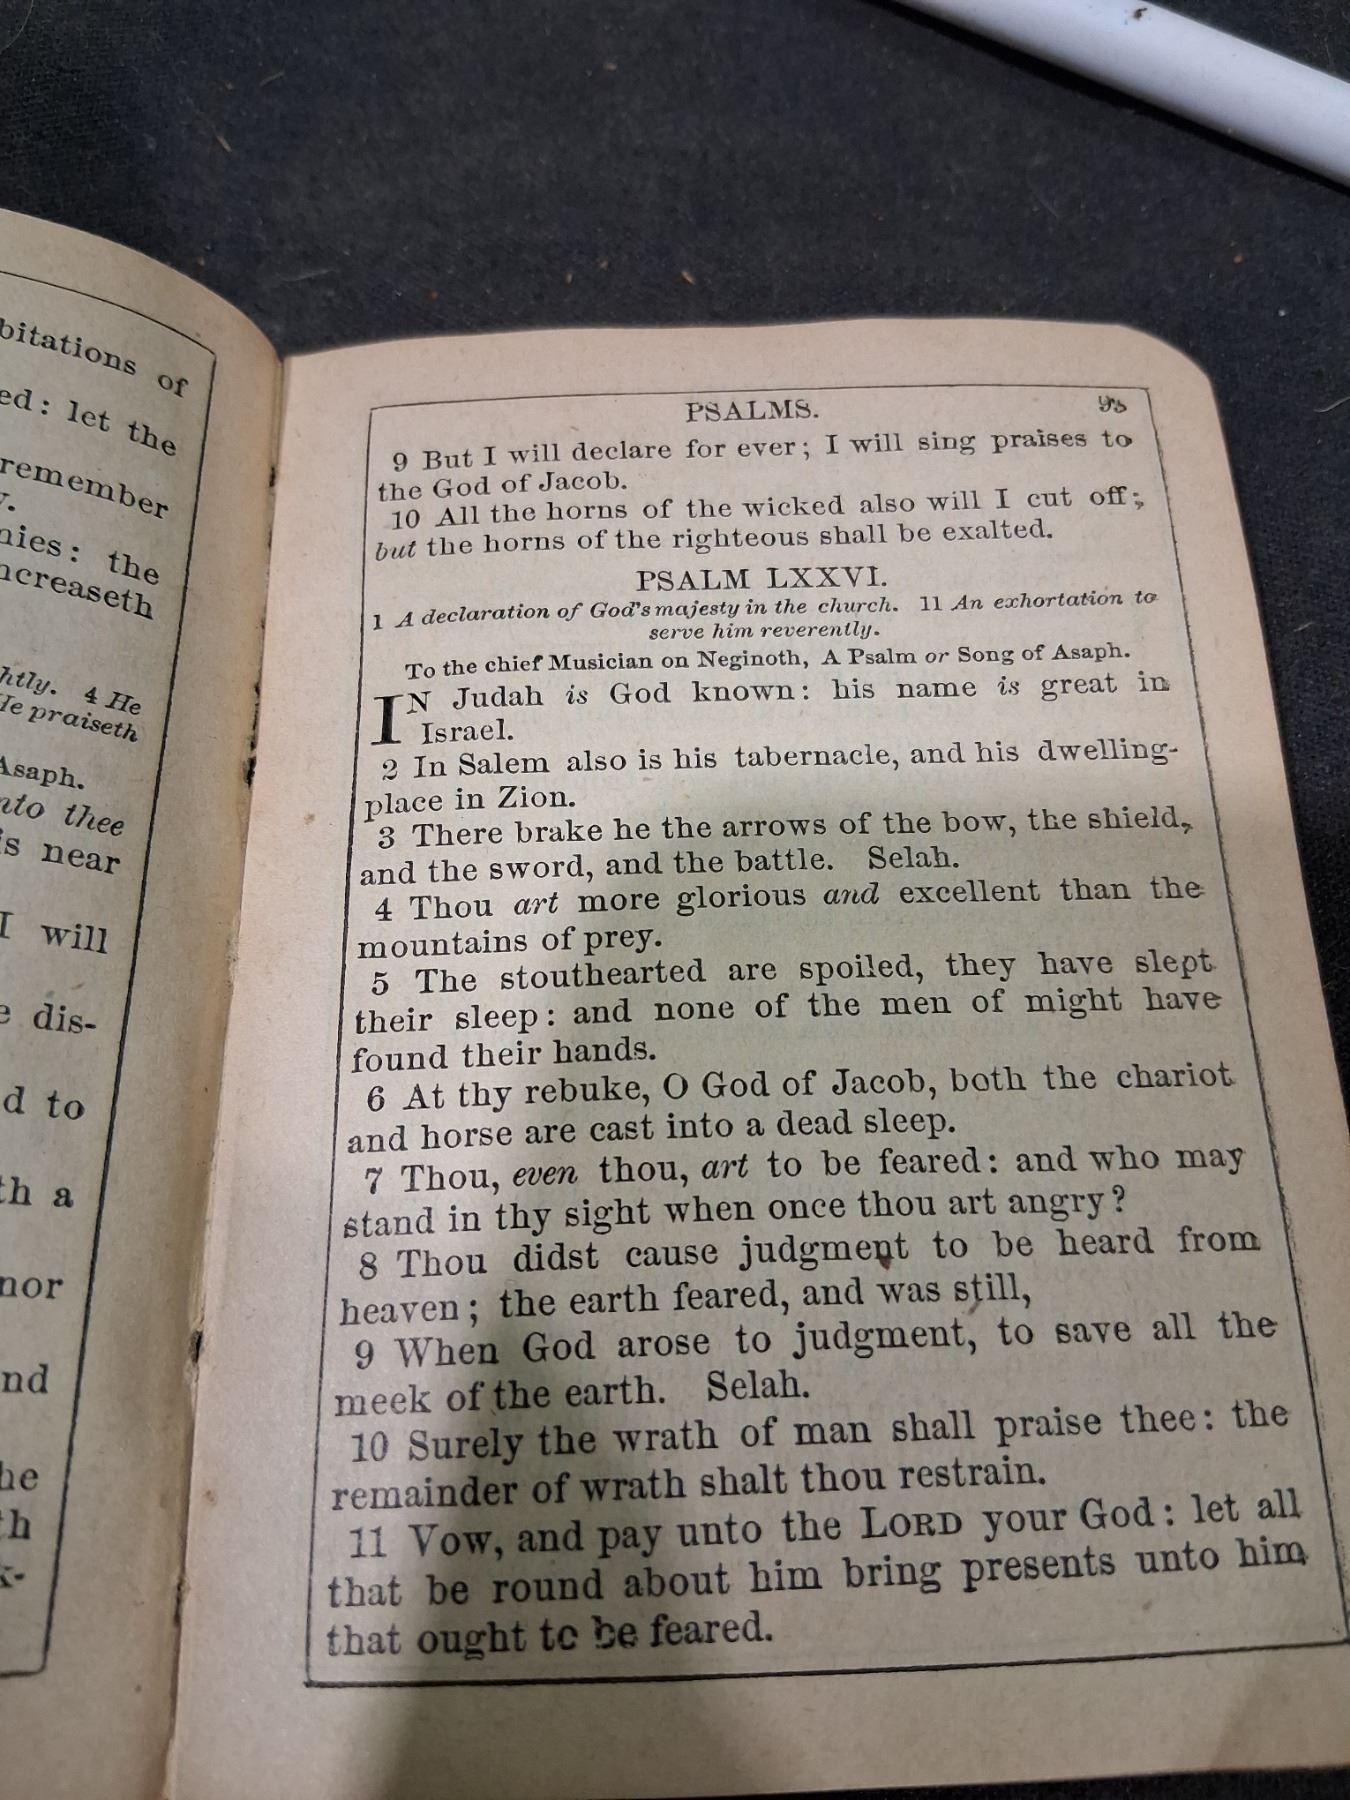 bitations of
ed: let the
remember
y.
nies: the
ncreaseth
htly. 4 He
He praiseth
Asaph.
nto thee
is near
I will
e dis-
d to
th a
nor
nd
he
th
k-
PSALMS.
9 But I will declare for ever; I will sing praises to
the God of Jacob.
10 All the horns of the wicked also will I cut off;
but the horns of the righteous shall be exalted.
PSALM LXXVI.
1 A declaration of God's majesty in the church. 11 An exhortation to
serve him reverently.
To the chief Musician on Neginoth, A Psalm or Song of Asaph.
IN Judah is God known: his name is great in
Israel.
2 In Salem also is his tabernacle, and his dwelling-
place in Zion.
3 There brake he the arrows of the bow, the shield,
and the sword, and the battle. Selah.
4 Thou art more glorious and excellent than the
mountains of prey.
5 The stouthearted are spoiled, they have slept
their sleep: and none of the men of might have
found their hands.
6 At thy rebuke, O God of Jacob, both the chariot
and horse are cast into a dead sleep.
7 Thou, even thou, art to be feared: and who may
stand in thy sight when once thou art angry?
8 Thou didst cause judgment to be heard from
heaven; the earth feared, and was still,
9 When God arose to judgment, to save all the
meek of the earth. Selah.
10 Surely the wrath of man shall praise thee: the
remainder of wrath shalt thou restrain.
11 Vow, and pay unto the LORD your God: let all
that be round about him bring presents unto him
that ought to be feared.